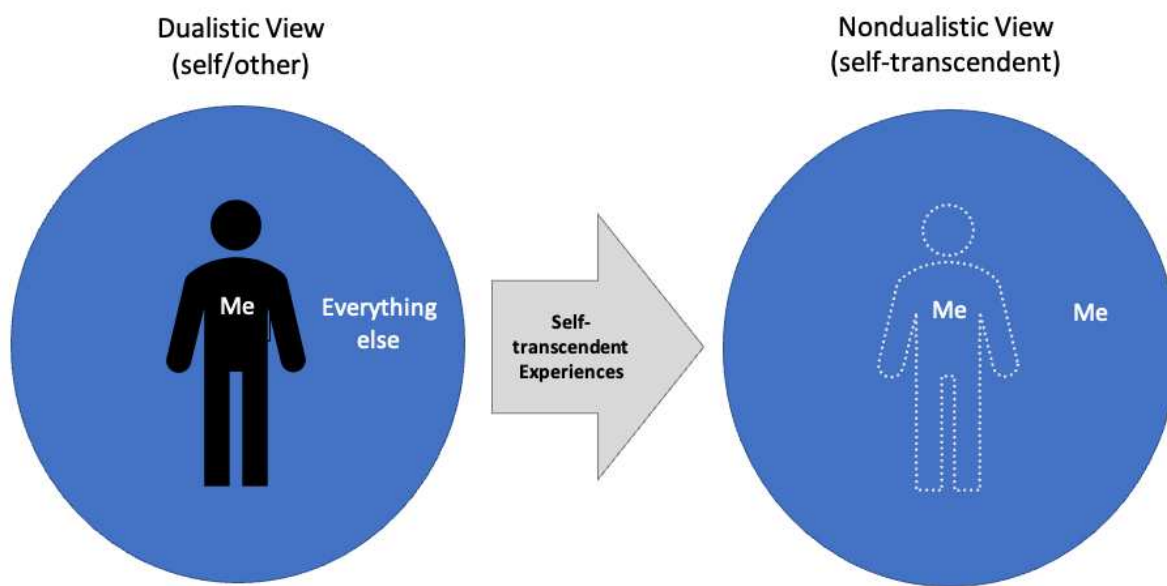 Dualistic View
(self/other)
Me
Everything
else
Self-
transcendent
Experiences
Nondualistic View
(self-transcendent)
Me
Me